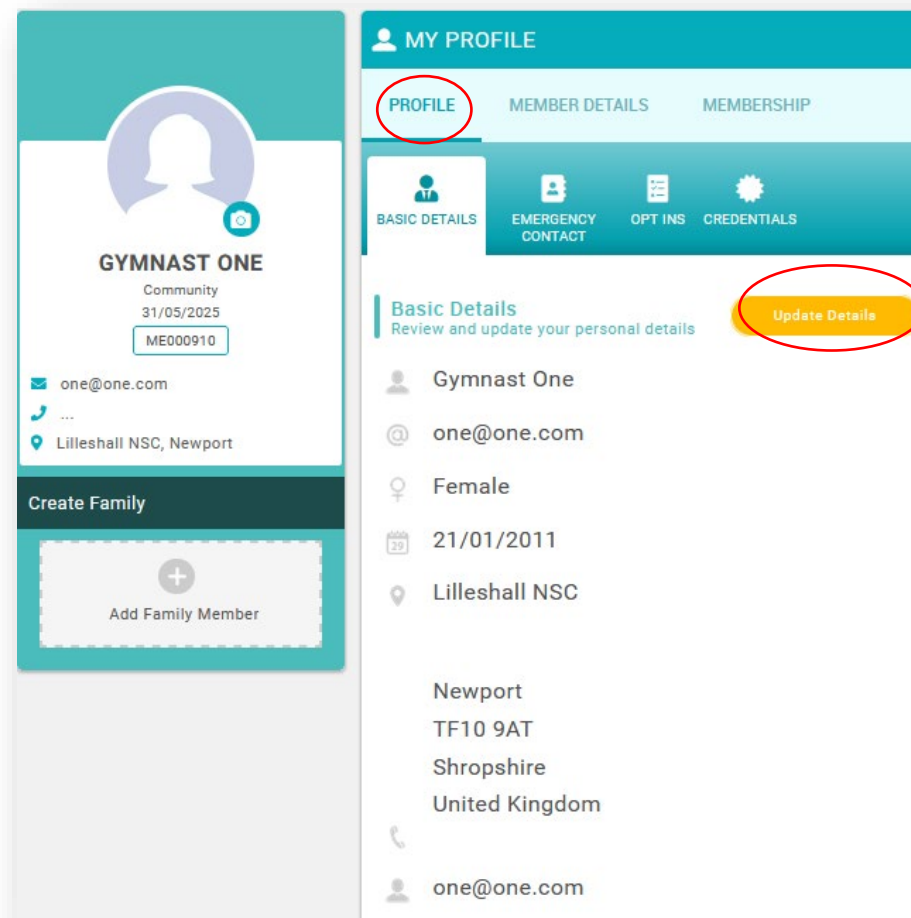 GYMNAST ONE
Community
31/05/2025
ME000910
one@one.com
...
Lilleshall NSC, Newport
Create Family
Add Family Member
MY PROFILE
PROFILE
MEMBER DETAILS
MEMBERSHIP
BASIC DETAILS
EMERGENCY
CONTACT
OPT INS
CREDENTIALS
Basic Details
Review and update your personal details
Update Details
Gymnast One
one@one.com
Female
29
21/01/2011
Lilleshall NSC
Newport
TF10 9AT
Shropshire
United Kingdom
one@one.com